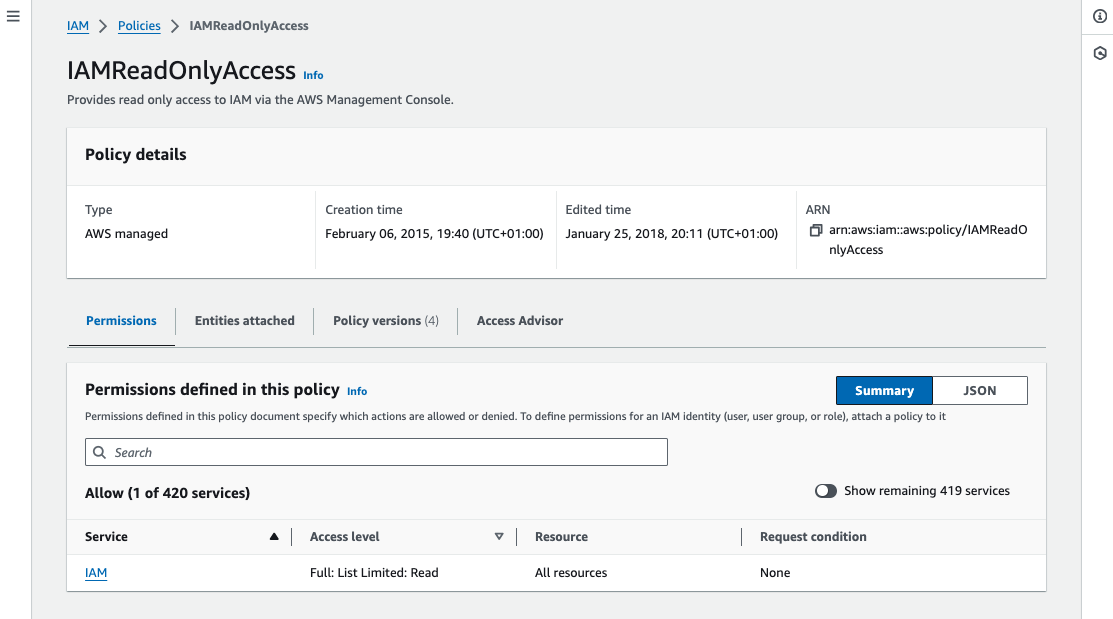 IAM > Policies > IAMReadOnlyAccess
IAMReadOnlyAccess Info
Provides read only access to IAM via the AWS Management Console.
Policy details
Type
AWS managed
Creation time
February 06, 2015, 19:40 (UTC+01:00)
Edited time
January 25, 2018, 20:11 (UTC+01:00)
ARN
arn:aws:iam::aws:policy/IAMReadO
nlyAccess
Permissions
Entities attached
Policy versions (4)
Access Advisor
Permissions defined in this policy Info
Summary
JSON
Permissions defined in this policy document specify which actions are allowed or denied. To define permissions for an IAM identity (user, user group, or role), attach a policy to it
Search
Allow (1 of 420 services)
Show remaining 419 services
Service Access level Resource Request condition
IAM Full: List Limited: Read All resources None